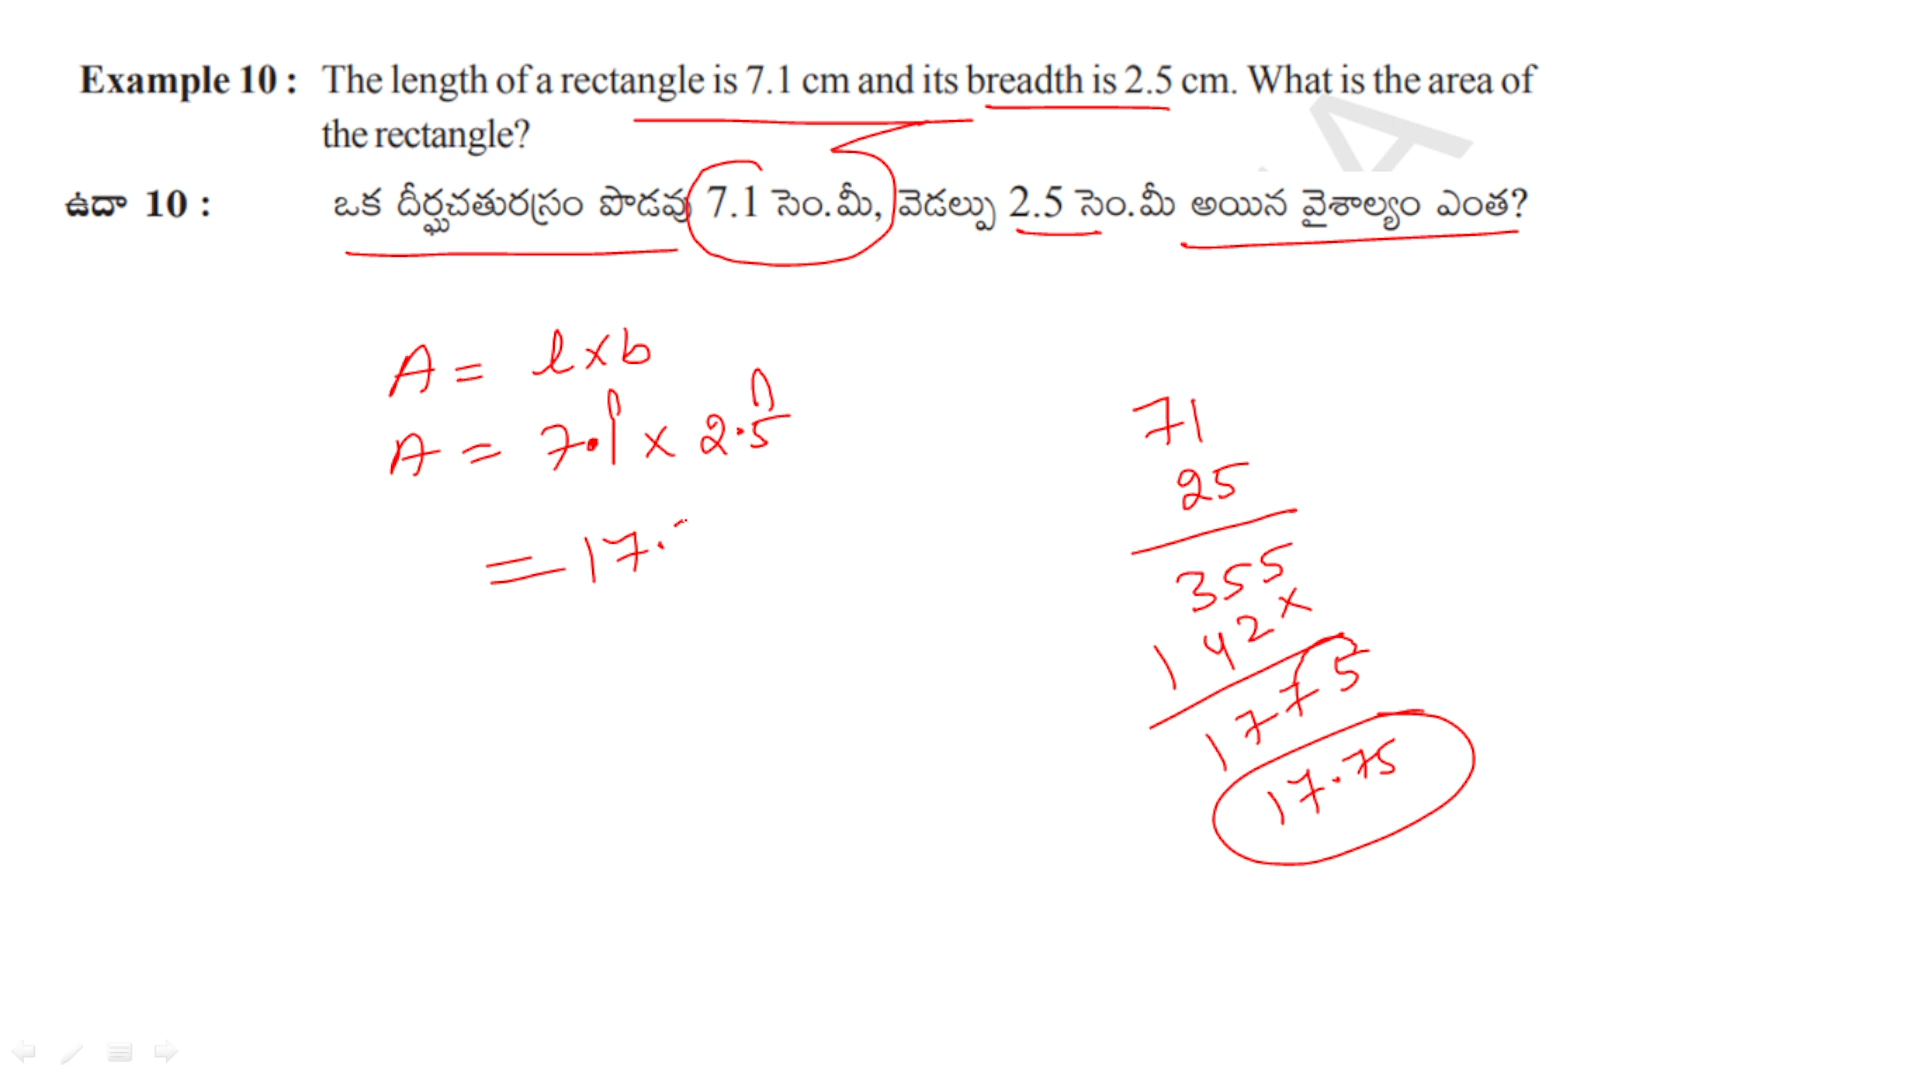 Example 10 : The length of a rectangle is 7.1 cm and its breadth is 2.5 cm. What is the area of
the rectangle?
ఉదా 10 : ఒక దీర్ఘచతురస్రం పొడవు 7.1 సెం.మీ, వెడల్పు 2.5 సెం.మీ అయిన వైశాల్యం ఎంత?
A = l × b
A = 7.1 × 2.5
= 17.
71
25
355
142×
1775
17.75
A